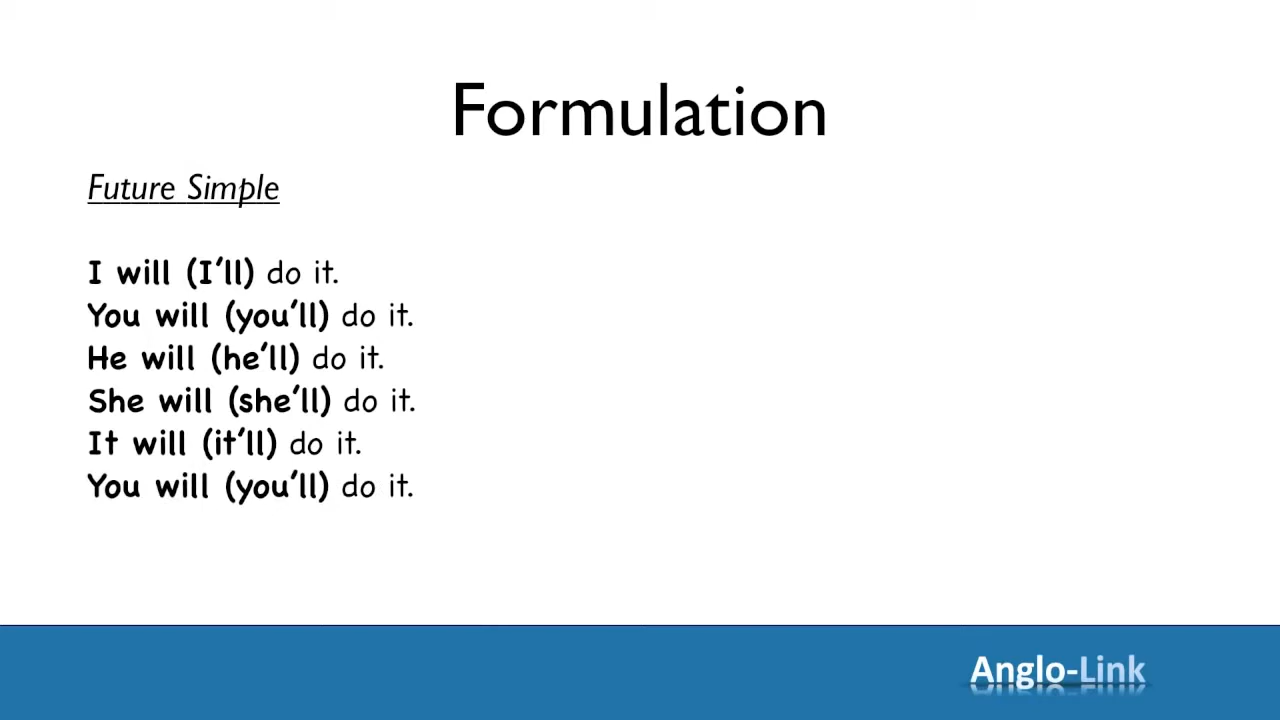 Formulation
Future Simple
I will (I'll) do it.
You will (you'll) do it.
He will (he'll) do it.
She will (she'll) do it.
It will (it'll) do it.
You will (you'll) do it.
Anglo-Link